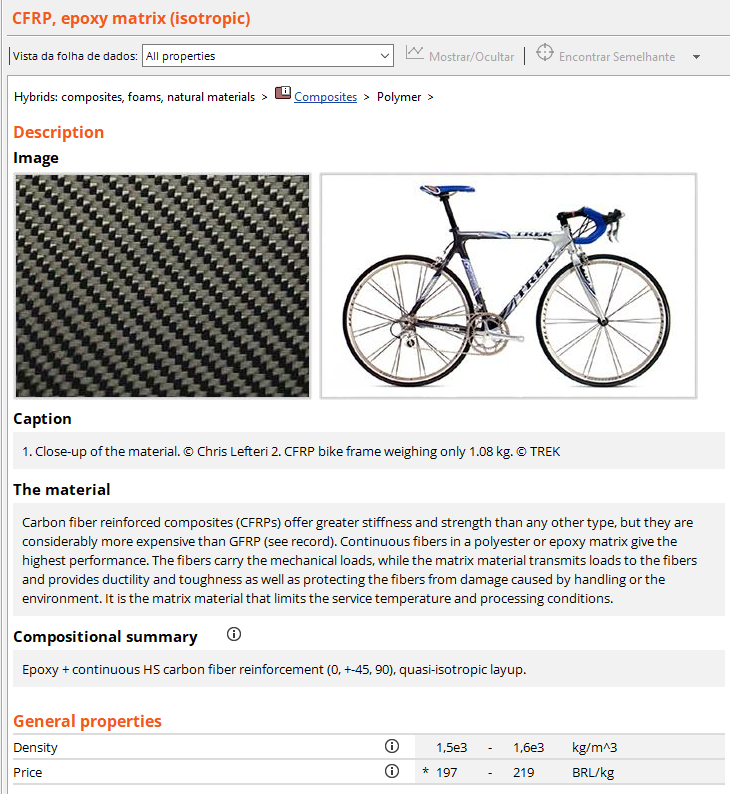 CFRP, epoxy matrix (isotropic)
Vista da folha de dados: All properties Mostrar/Ocultar Encontrar Semelhante
Hybrids: composites, foams, natural materials > Composites > Polymer >
Description
Image
TREK
TREK
Caption
1. Close-up of the material. © Chris Lefteri 2. CFRP bike frame weighing only 1.08 kg. © TREK
The material
Carbon fiber reinforced composites (CFRPs) offer greater stiffness and strength than any other type, but they are
considerably more expensive than GFRP (see record). Continuous fibers in a polyester or epoxy matrix give the
highest performance. The fibers carry the mechanical loads, while the matrix material transmits loads to the fibers
and provides ductility and toughness as well as protecting the fibers from damage caused by handling or the
environment. It is the matrix material that limits the service temperature and processing conditions.
Compositional summary
Epoxy + continuous HS carbon fiber reinforcement (0, +-45, 90), quasi-isotropic layup.
General properties
Density 1,5e3 - 1,6e3 kg/m^3
Price * 197 - 219 BRL/kg